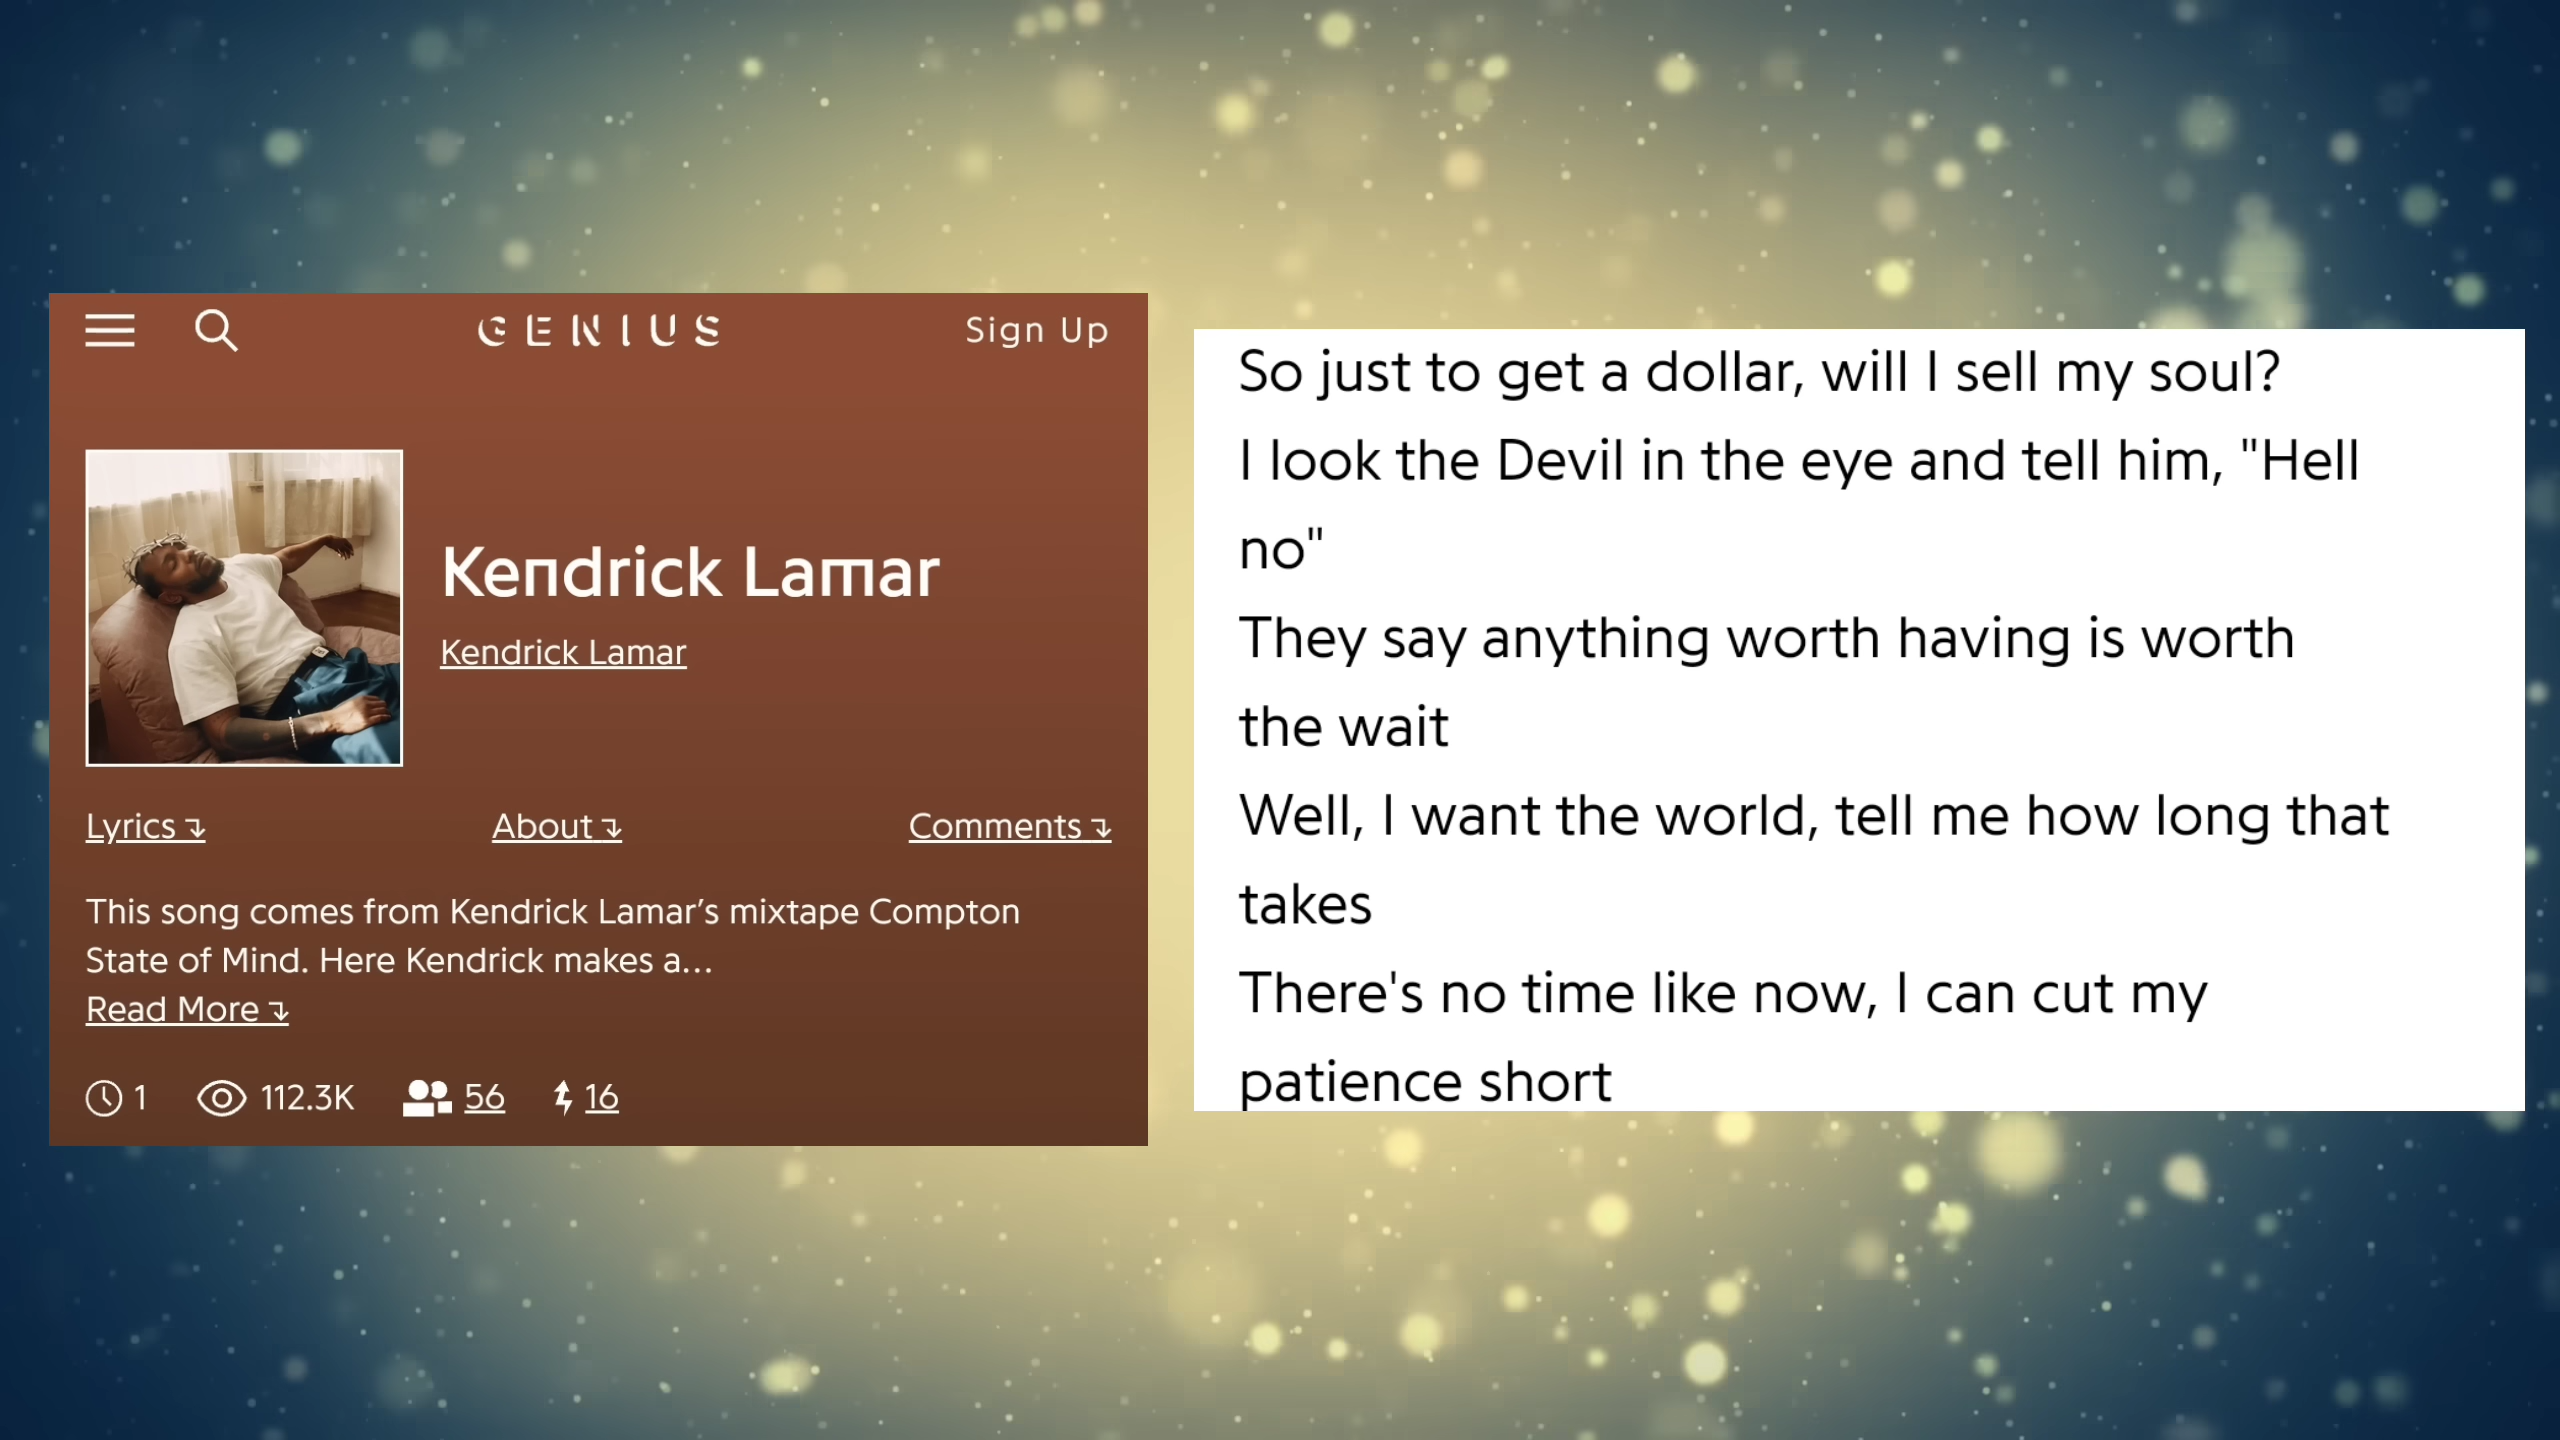 GENIUS
Sign Up
Kendrick Lamar
Kendrick Lamar
Lyrics
About
Comments
This song comes from Kendrick Lamar’s mixtape Compton
State of Mind. Here Kendrick makes a…
Read More
1 112.3K 56 16
So just to get a dollar, will I sell my soul?
I look the Devil in the eye and tell him, "Hell
no"
They say anything worth having is worth
the wait
Well, I want the world, tell me how long that
takes
There's no time like now, I can cut my
patience short